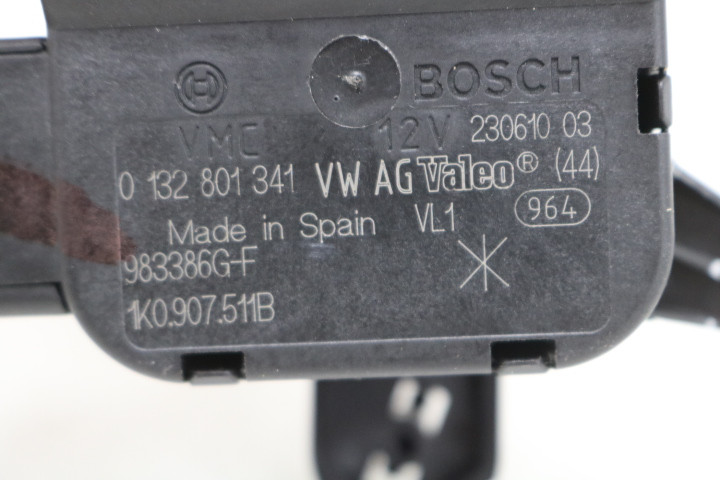 BOSCH
VMC 12V 230610 03
0 132 801 341 VW AG Valeo® (44)
Made in Spain VL1 964
983386G-F
1K0.907.511B